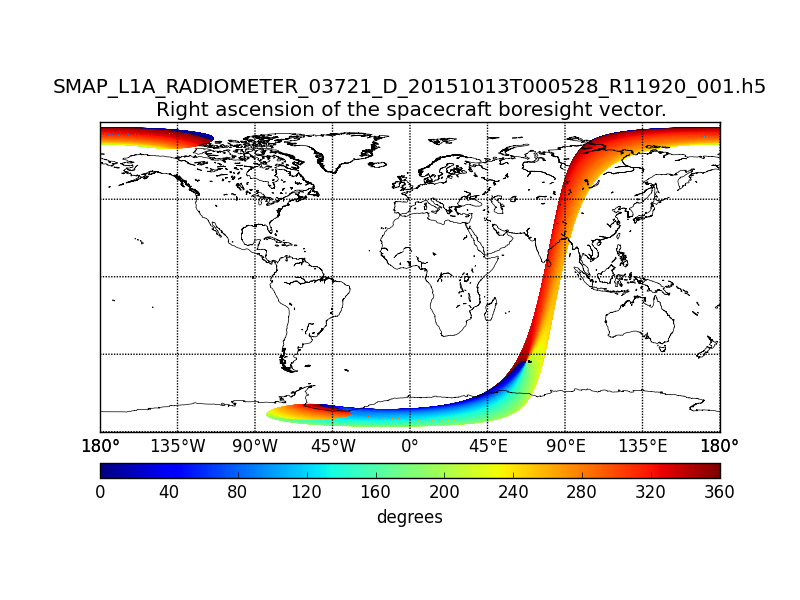 SMAP_L1A_RADIOMETER_03721_D_20151013T000528_R11920_001.h5
Right ascension of the spacecraft boresight vector.
180° 135°W 90°W 45°W 0° 45°E 90°E 135°E 180°
0 40 80 120 160 200 240 280 320 360
degrees